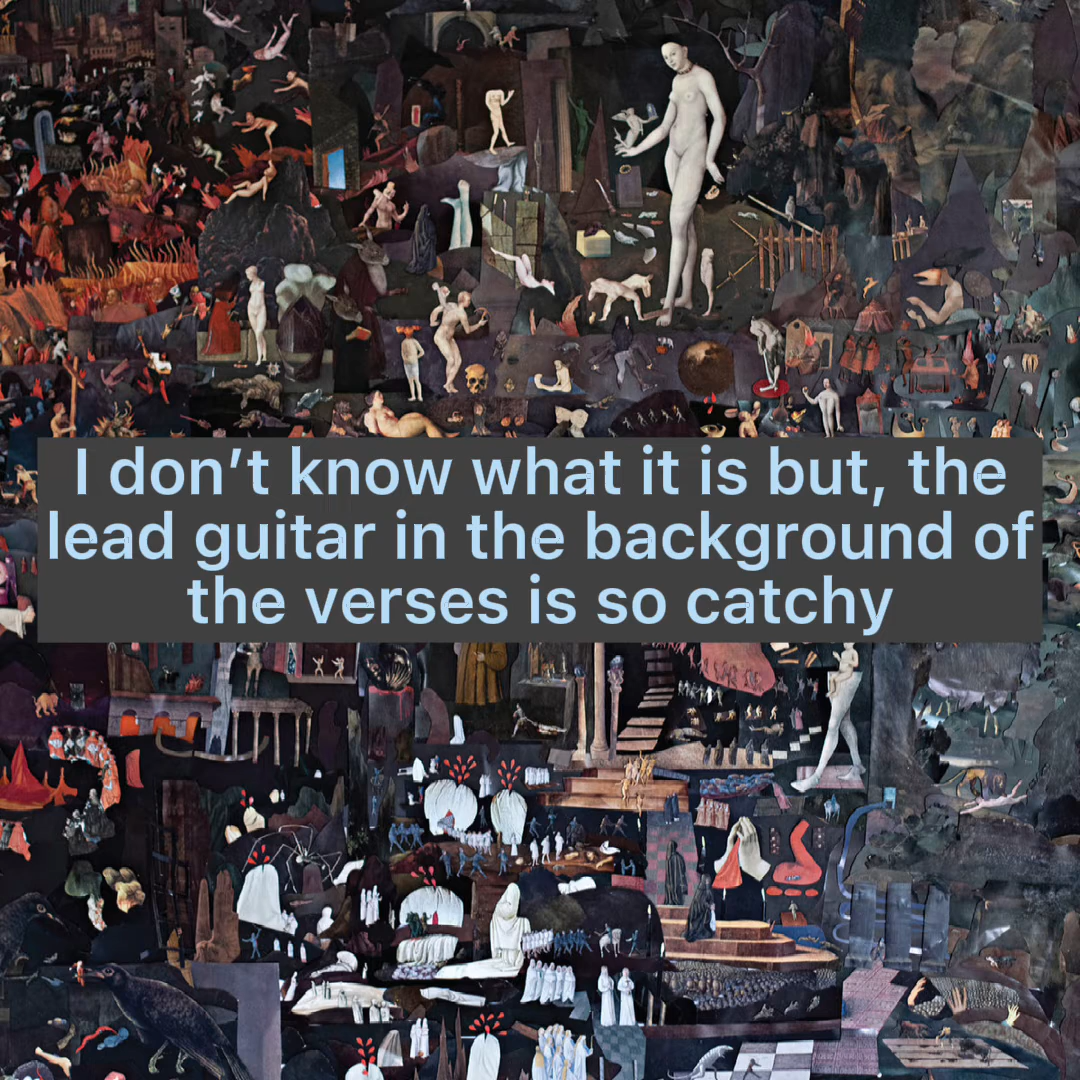 I don’t know what it is but, the
lead guitar in the background of
the verses is so catchy